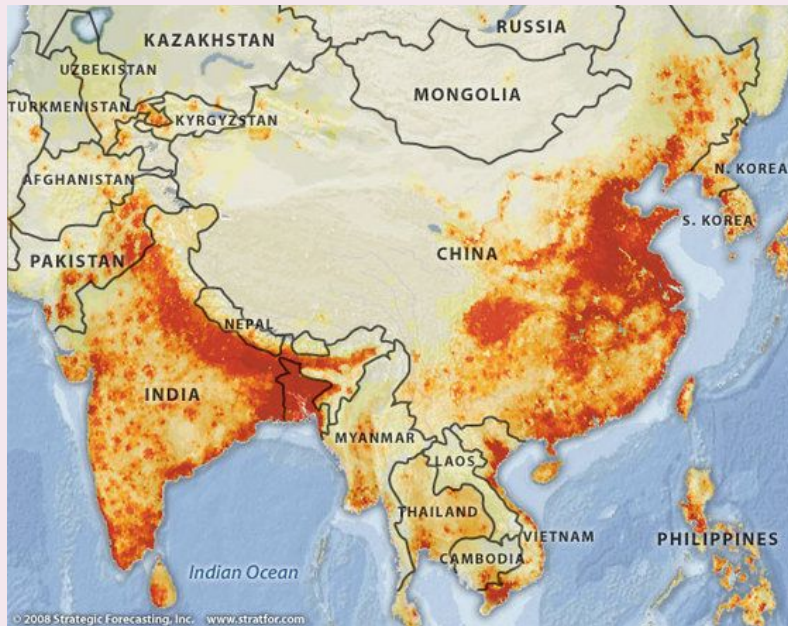 RUSSIA
KAZAKHSTAN
UZBEKISTAN
MONGOLIA
TURKMENISTAN
KYRGYZSTAN
N. KOREA
AFGHANISTAN
S. KOREA
CHINA
PAKISTAN
NEPAL
INDIA
MYANMAR
LAOS
THAILAND
VIETNAM
PHILIPPINES
CAMBODIA
Indian Ocean
© 2008 Strategic Forecasting, Inc. www.stratfor.com